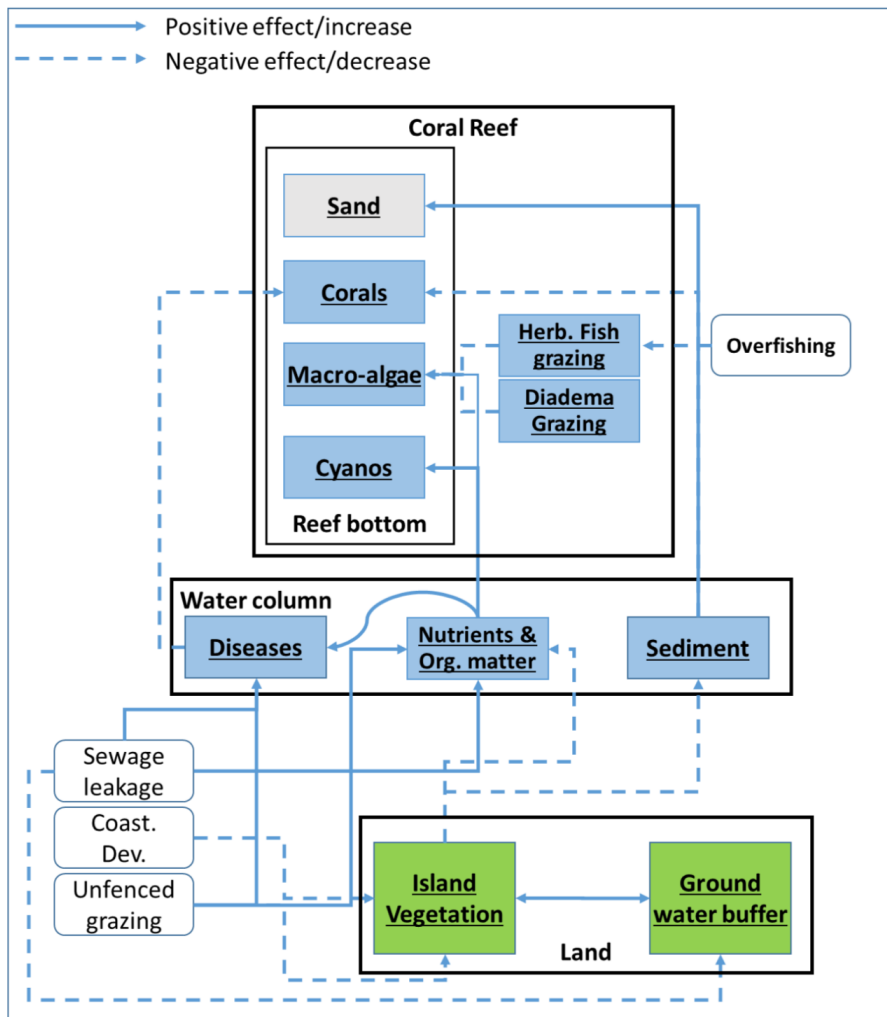 Positive effect/increase
Negative effect/decrease
Coral Reef
Sand
Corals
Herb. Fish
grazing
Overfishing
Macro-algae
Diadema
Grazing
Cyanos
Reef bottom
Water column
Diseases
Nutrients &
Org. matter
Sediment
Sewage
leakage
Coast.
Dev.
Unfenced
grazing
Island
Vegetation
Ground
water buffer
Land